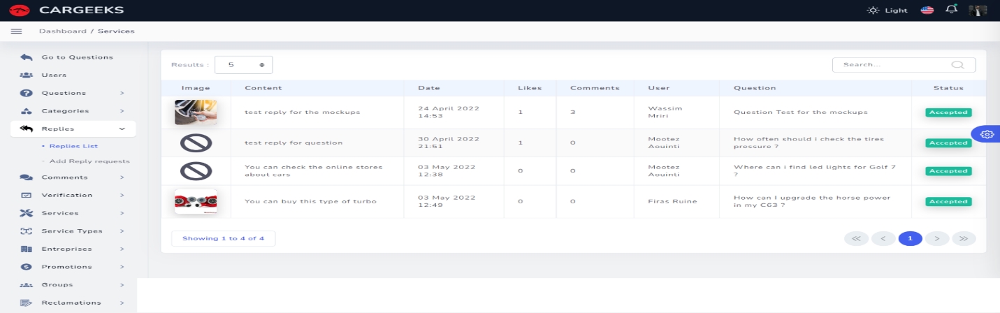 CARGEEKS
Light
Dashboard / Services
Go to Questions
Users
Questions
Categories
Replies
Replies List
Add Reply requests
Comments
Verification
Services
Service Types
Entreprises
Promotions
Groups
Reclamations
Results : 5
Search...
Image Content Date Likes Comments User Question Status
test reply for the mockups 24 April 2022 14:53 1 3 Wassim Mriri Question Test for the mockups Accepted
test reply for question 30 April 2022 21:51 1 0 Mootez Aouinti How often should i check the tires pressure ? Accepted
You can check the online stores about cars 03 May 2022 12:38 0 0 Mootez Aouinti Where can i find led lights for Golf 7 ? Accepted
You can buy this type of turbo 03 May 2022 12:49 0 0 Firas Ruine How can I upgrade the horse power in my C63 ? Accepted
Showing 1 to 4 of 4
<< < 1 > >>